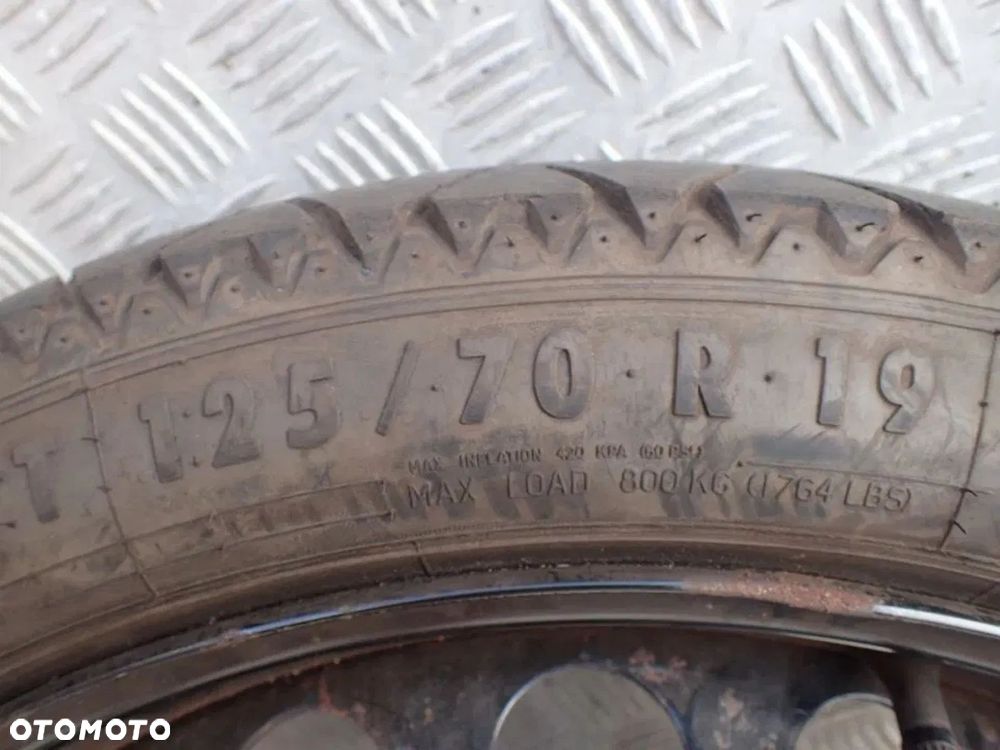 T 125/70 R 19
MAX INFLATION 420 KPA (60 PSI)
MAX LOAD 800 KG (1764 LBS)
OTOMOTO